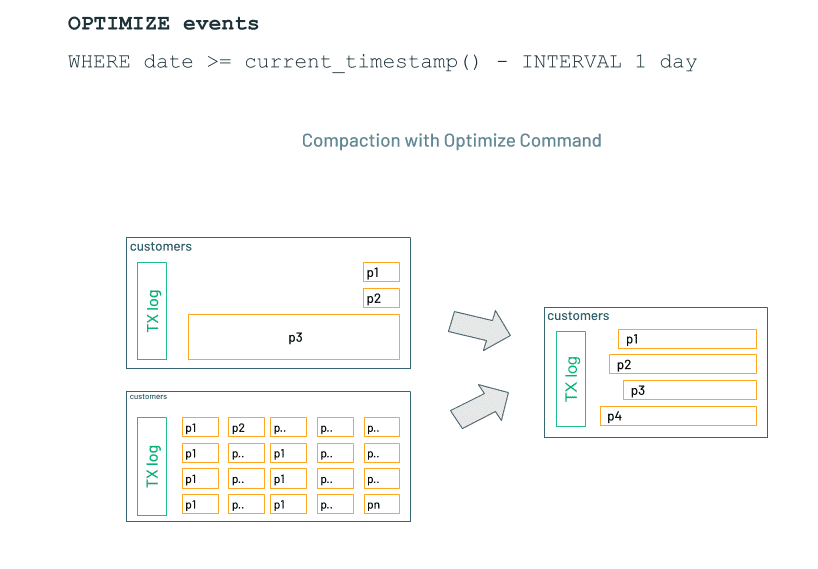 OPTIMIZE events
WHERE date >= current_timestamp() - INTERVAL 1 day
Compaction with Optimize Command
customers
TX log
p1
p2
p3
customers
TX log
p1 p2 p.. p.. p..
p1 p.. p1 p.. p..
p1 p.. p1 p.. p..
p1 p.. p1 p.. pn
customers
TX log
p1
p2
p3
p4